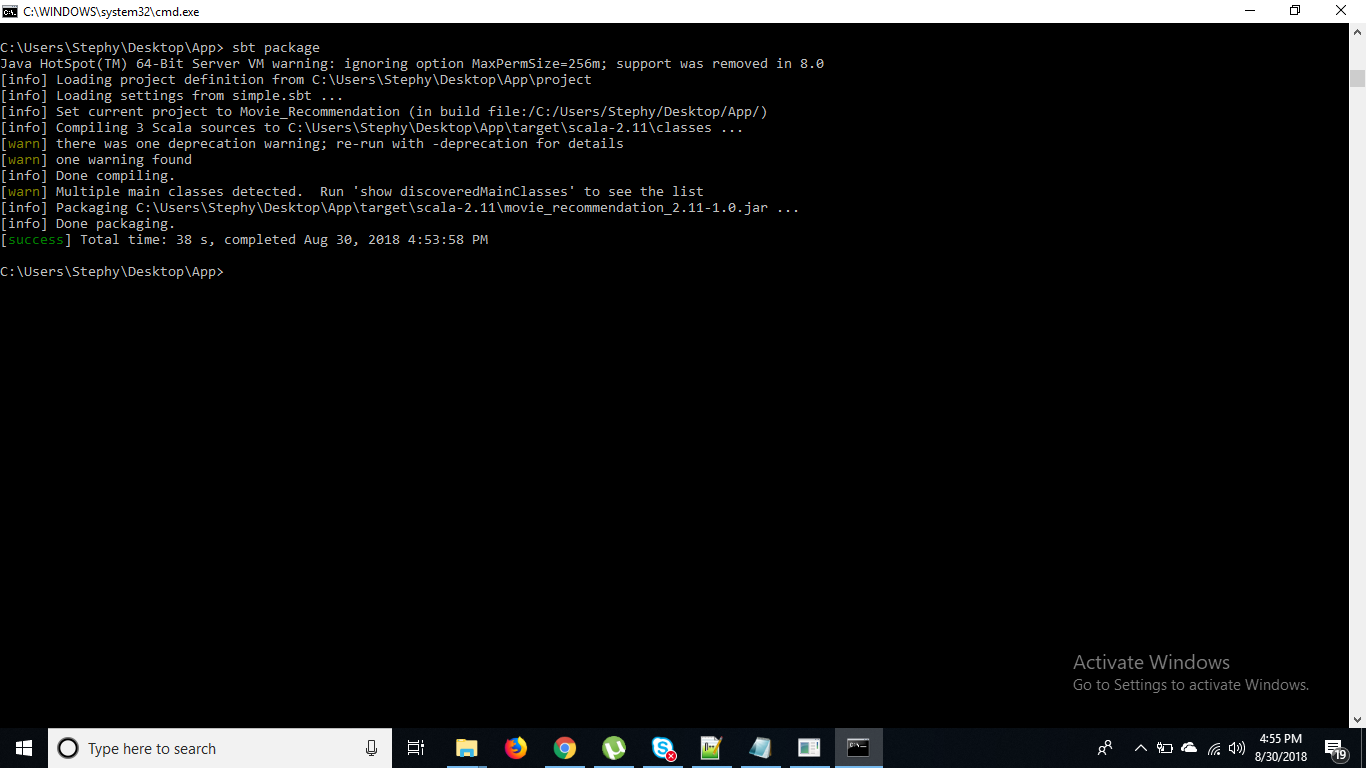 C:\WINDOWS\system32\cmd.exe
C:\Users\Stephy\Desktop\App> sbt package
Java HotSpot(TM) 64-Bit Server VM warning: ignoring option MaxPermSize=256m; support was removed in 8.0
[info] Loading project definition from C:\Users\Stephy\Desktop\App\project
[info] Loading settings from simple.sbt ...
[info] Set current project to Movie_Recommendation (in build file:/C:/Users/Stephy/Desktop/App/)
[info] Compiling 3 Scala sources to C:\Users\Stephy\Desktop\App\target\scala-2.11\classes ...
[warn] there was one deprecation warning; re-run with -deprecation for details
[warn] one warning found
[info] Done compiling.
[warn] Multiple main classes detected.  Run 'show discoveredMainClasses' to see the list
[info] Packaging C:\Users\Stephy\Desktop\App\target\scala-2.11\movie_recommendation_2.11-1.0.jar ...
[info] Done packaging.
[success] Total time: 38 s, completed Aug 30, 2018 4:53:58 PM
C:\Users\Stephy\Desktop\App>
Activate Windows
Go to Settings to activate Windows.
Type here to search
4:55 PM
8/30/2018
19